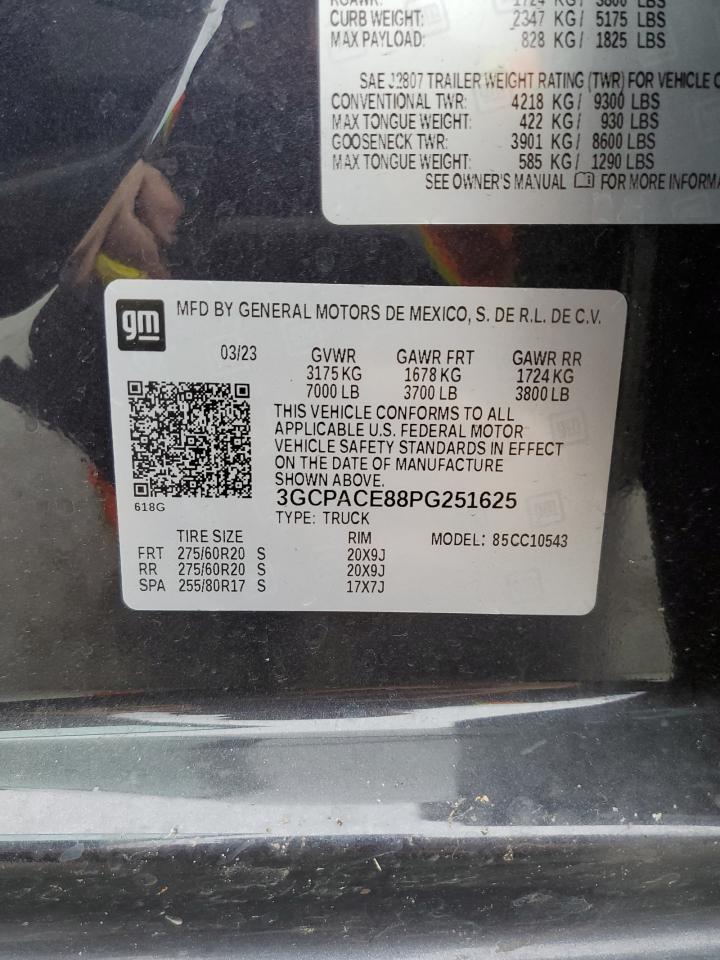 1724 KG / 3800 LBS
CURB WEIGHT: 2347 KG / 5175 LBS
MAX PAYLOAD: 828 KG / 1825 LBS
SAE J2807 TRAILER WEIGHT RATING (TWR) FOR VEHICLE
CONVENTIONAL TWR: 4218 KG / 9300 LBS
MAX TONGUE WEIGHT: 422 KG / 930 LBS
GOOSENECK TWR: 3901 KG / 8600 LBS
MAX TONGUE WEIGHT: 585 KG / 1290 LBS
SEE OWNER'S MANUAL FOR MORE INFORMA
gm MFD BY GENERAL MOTORS DE MEXICO, S. DE R.L. DE C.V.
03/23 GVWR GAWR FRT GAWR RR
3175 KG 1678 KG 1724 KG
7000 LB 3700 LB 3800 LB
THIS VEHICLE CONFORMS TO ALL
APPLICABLE U.S. FEDERAL MOTOR
VEHICLE SAFETY STANDARDS IN EFFECT
ON THE DATE OF MANUFACTURE
SHOWN ABOVE.
3GCPACE88PG251625
618G
TYPE: TRUCK
TIRE SIZE RIM MODEL: 85CC10543
FRT 275/60R20 S 20X9J
RR 275/60R20 S 20X9J
SPA 255/80R17 S 17X7J